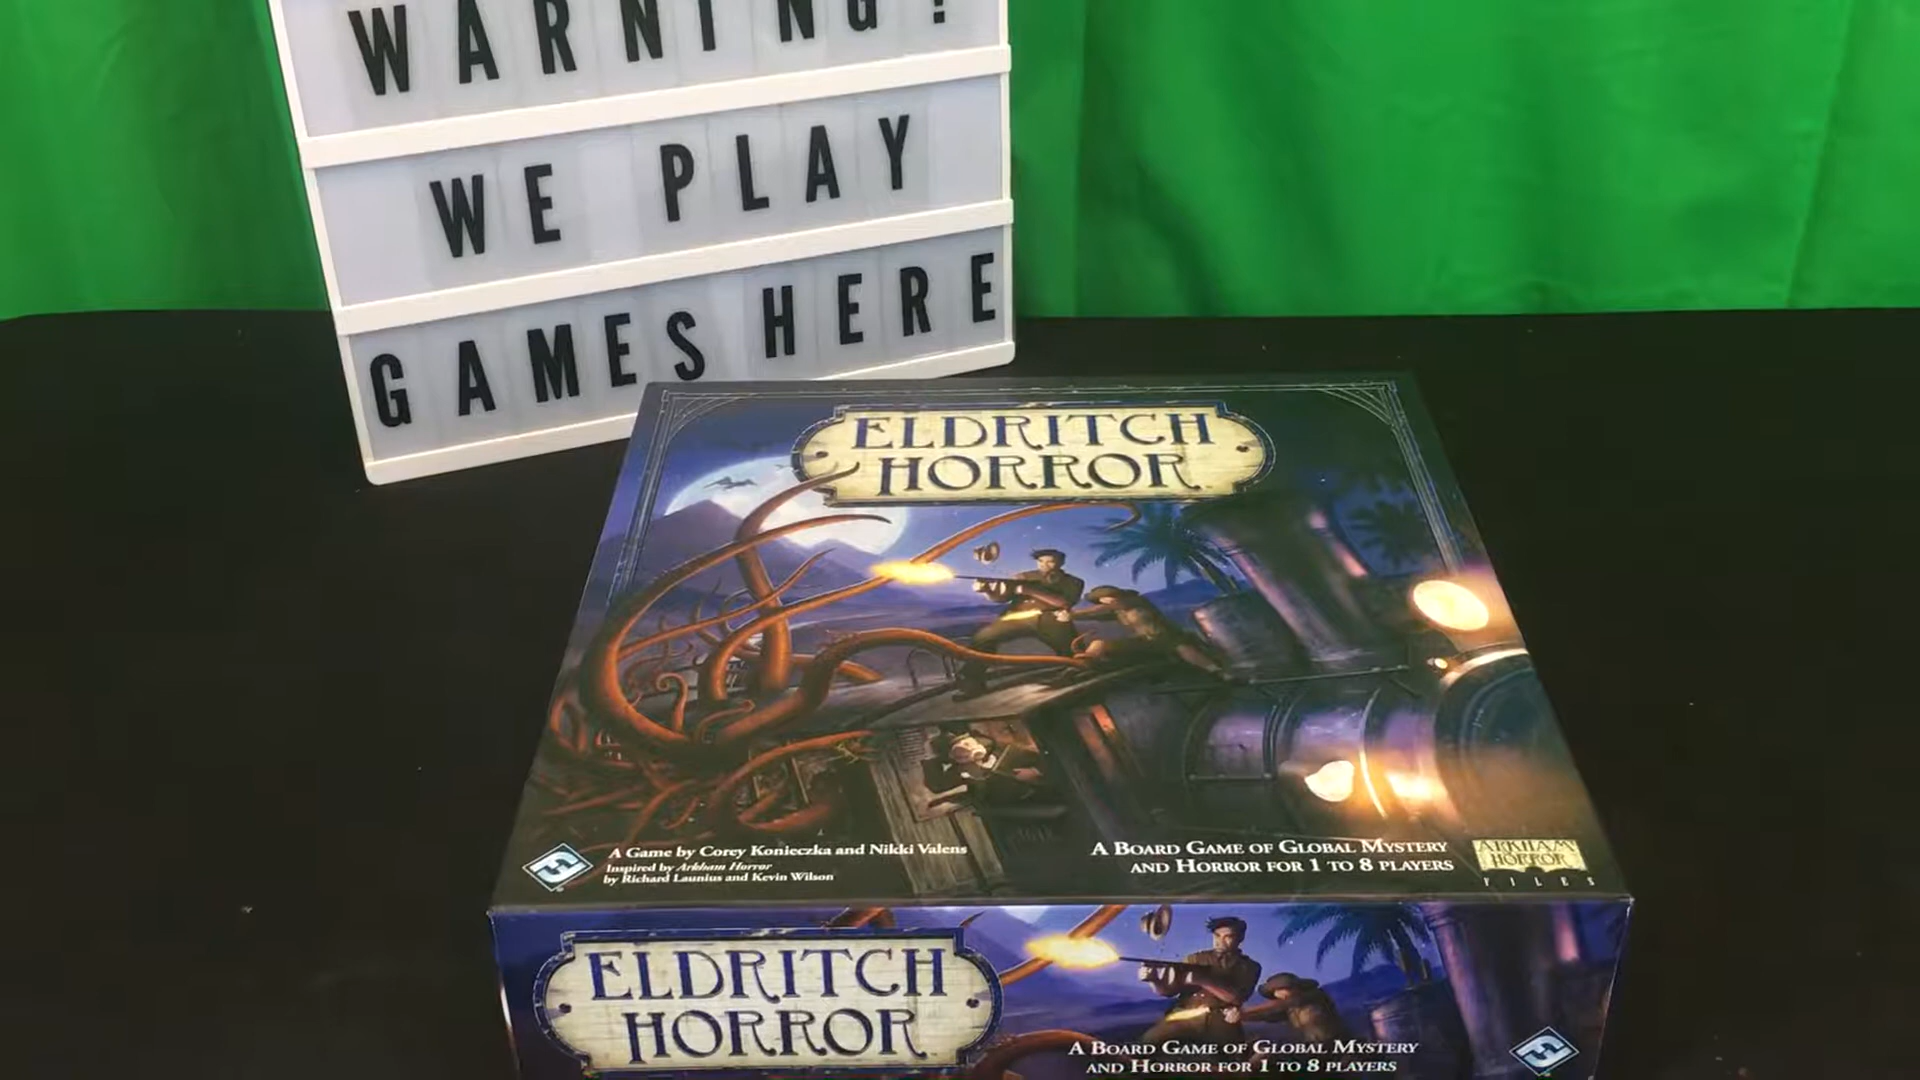 WARNING!
WE PLAY
GAMES HERE
ELDRITCH
HORROR
A GAME BY COREY KONIECZKA AND NIKKI VALENS
INSPIRED BY Arkham Horror
BY RICHARD LAUNIUS AND KEVIN WILSON
A BOARD GAME OF GLOBAL MYSTERY
AND HORROR FOR 1 TO 8 PLAYERS
ARKHAM
HORROR
FILES
ELDRITCH
HORROR
A BOARD GAME OF GLOBAL MYSTERY
AND HORROR FOR 1 TO 8 PLAYERS